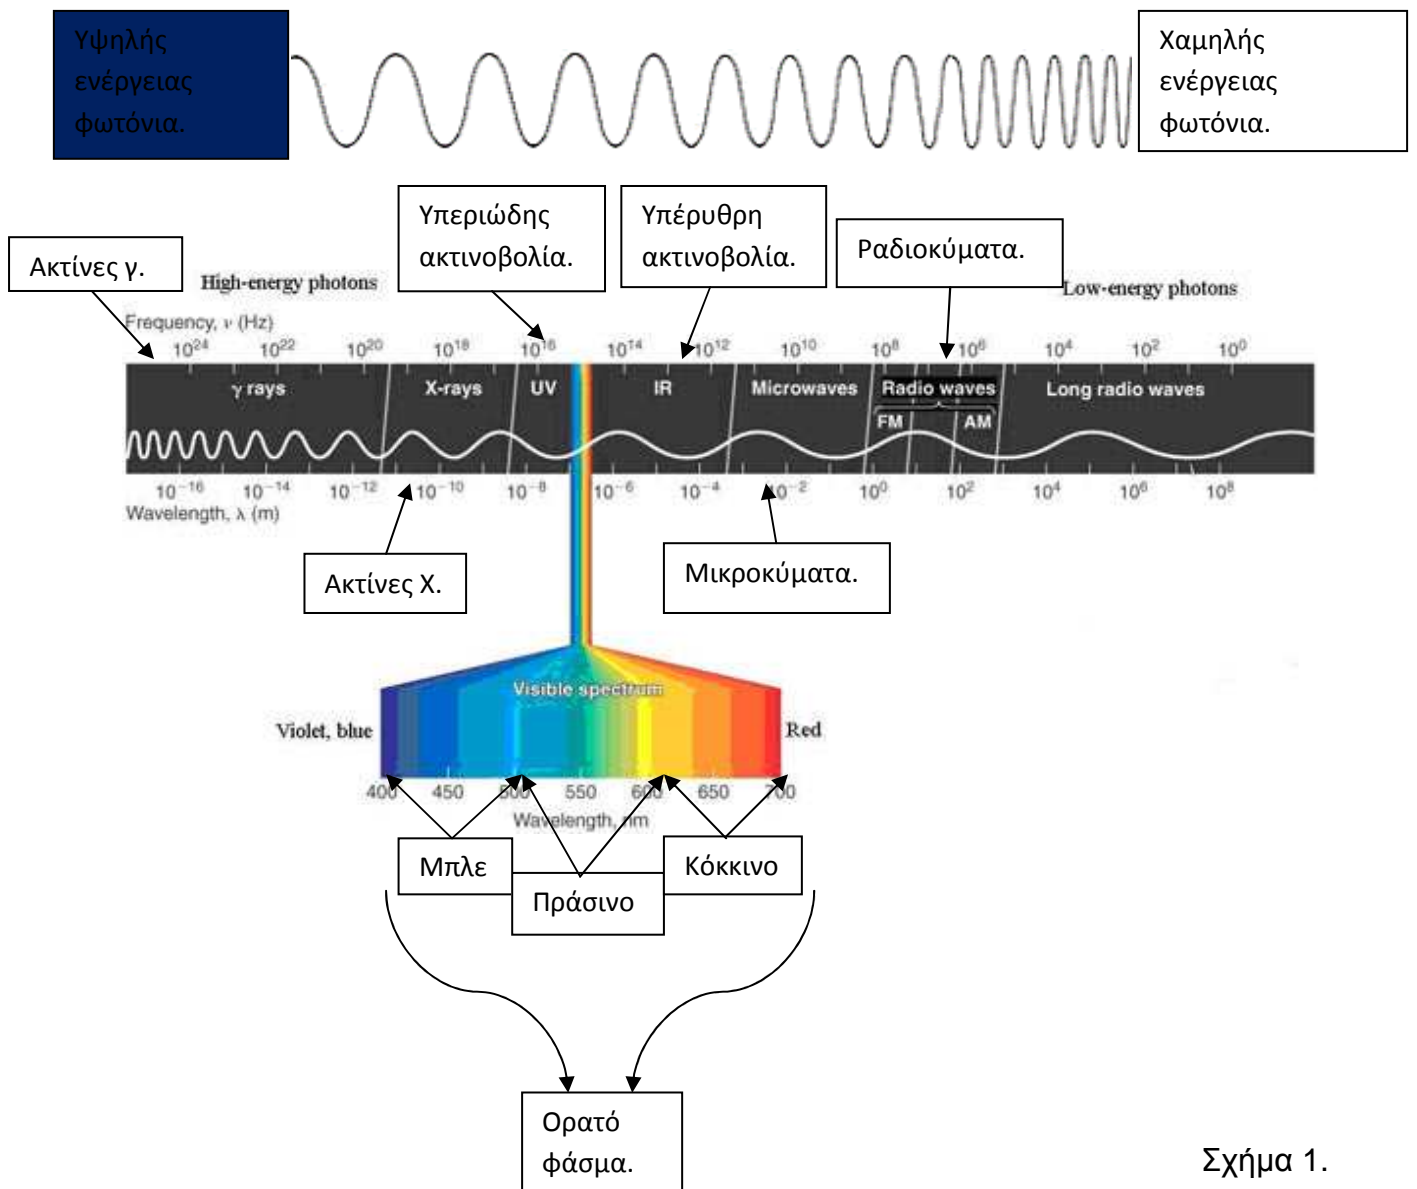 Υψηλής
ενέργειας
φωτόνια.
Χαμηλής
ενέργειας
φωτόνια.
Υπεριώδης
ακτινοβολία.
Υπέρυθρη
ακτινοβολία.
Ραδιοκύματα.
Ακτίνες γ.
High-energy photons
Low-energy photons
Frequency, ν (Hz)
10²⁴ 10²² 10²⁰ 10¹⁸ 10¹⁶ 10¹⁴ 10¹² 10¹⁰ 10⁸ 10⁶ 10⁴ 10² 10⁰
γ rays X-rays UV IR Microwaves Radio waves Long radio waves
FM AM
10⁻¹⁶ 10⁻¹⁴ 10⁻¹² 10⁻¹⁰ 10⁻⁸ 10⁻⁶ 10⁻⁴ 10⁻² 10⁰ 10² 10⁴ 10⁶ 10⁸
Wavelength, λ (m)
Ακτίνες Χ.
Μικροκύματα.
Visible spectrum
Violet, blue
Red
400 450 500 550 600 650 700
Wavelength, nm
Μπλε
Πράσινο
Κόκκινο
Ορατό
φάσμα.
Σχήμα 1.